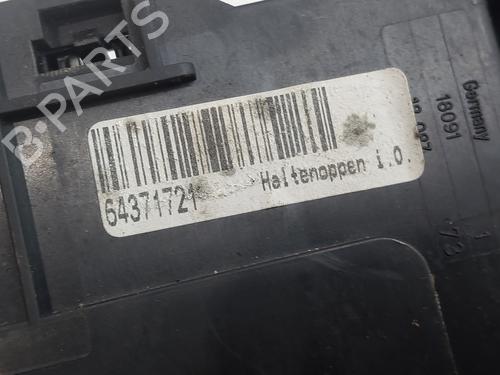 B-PARTS
Germany
18091
64371721
Haltenoppen i.O.